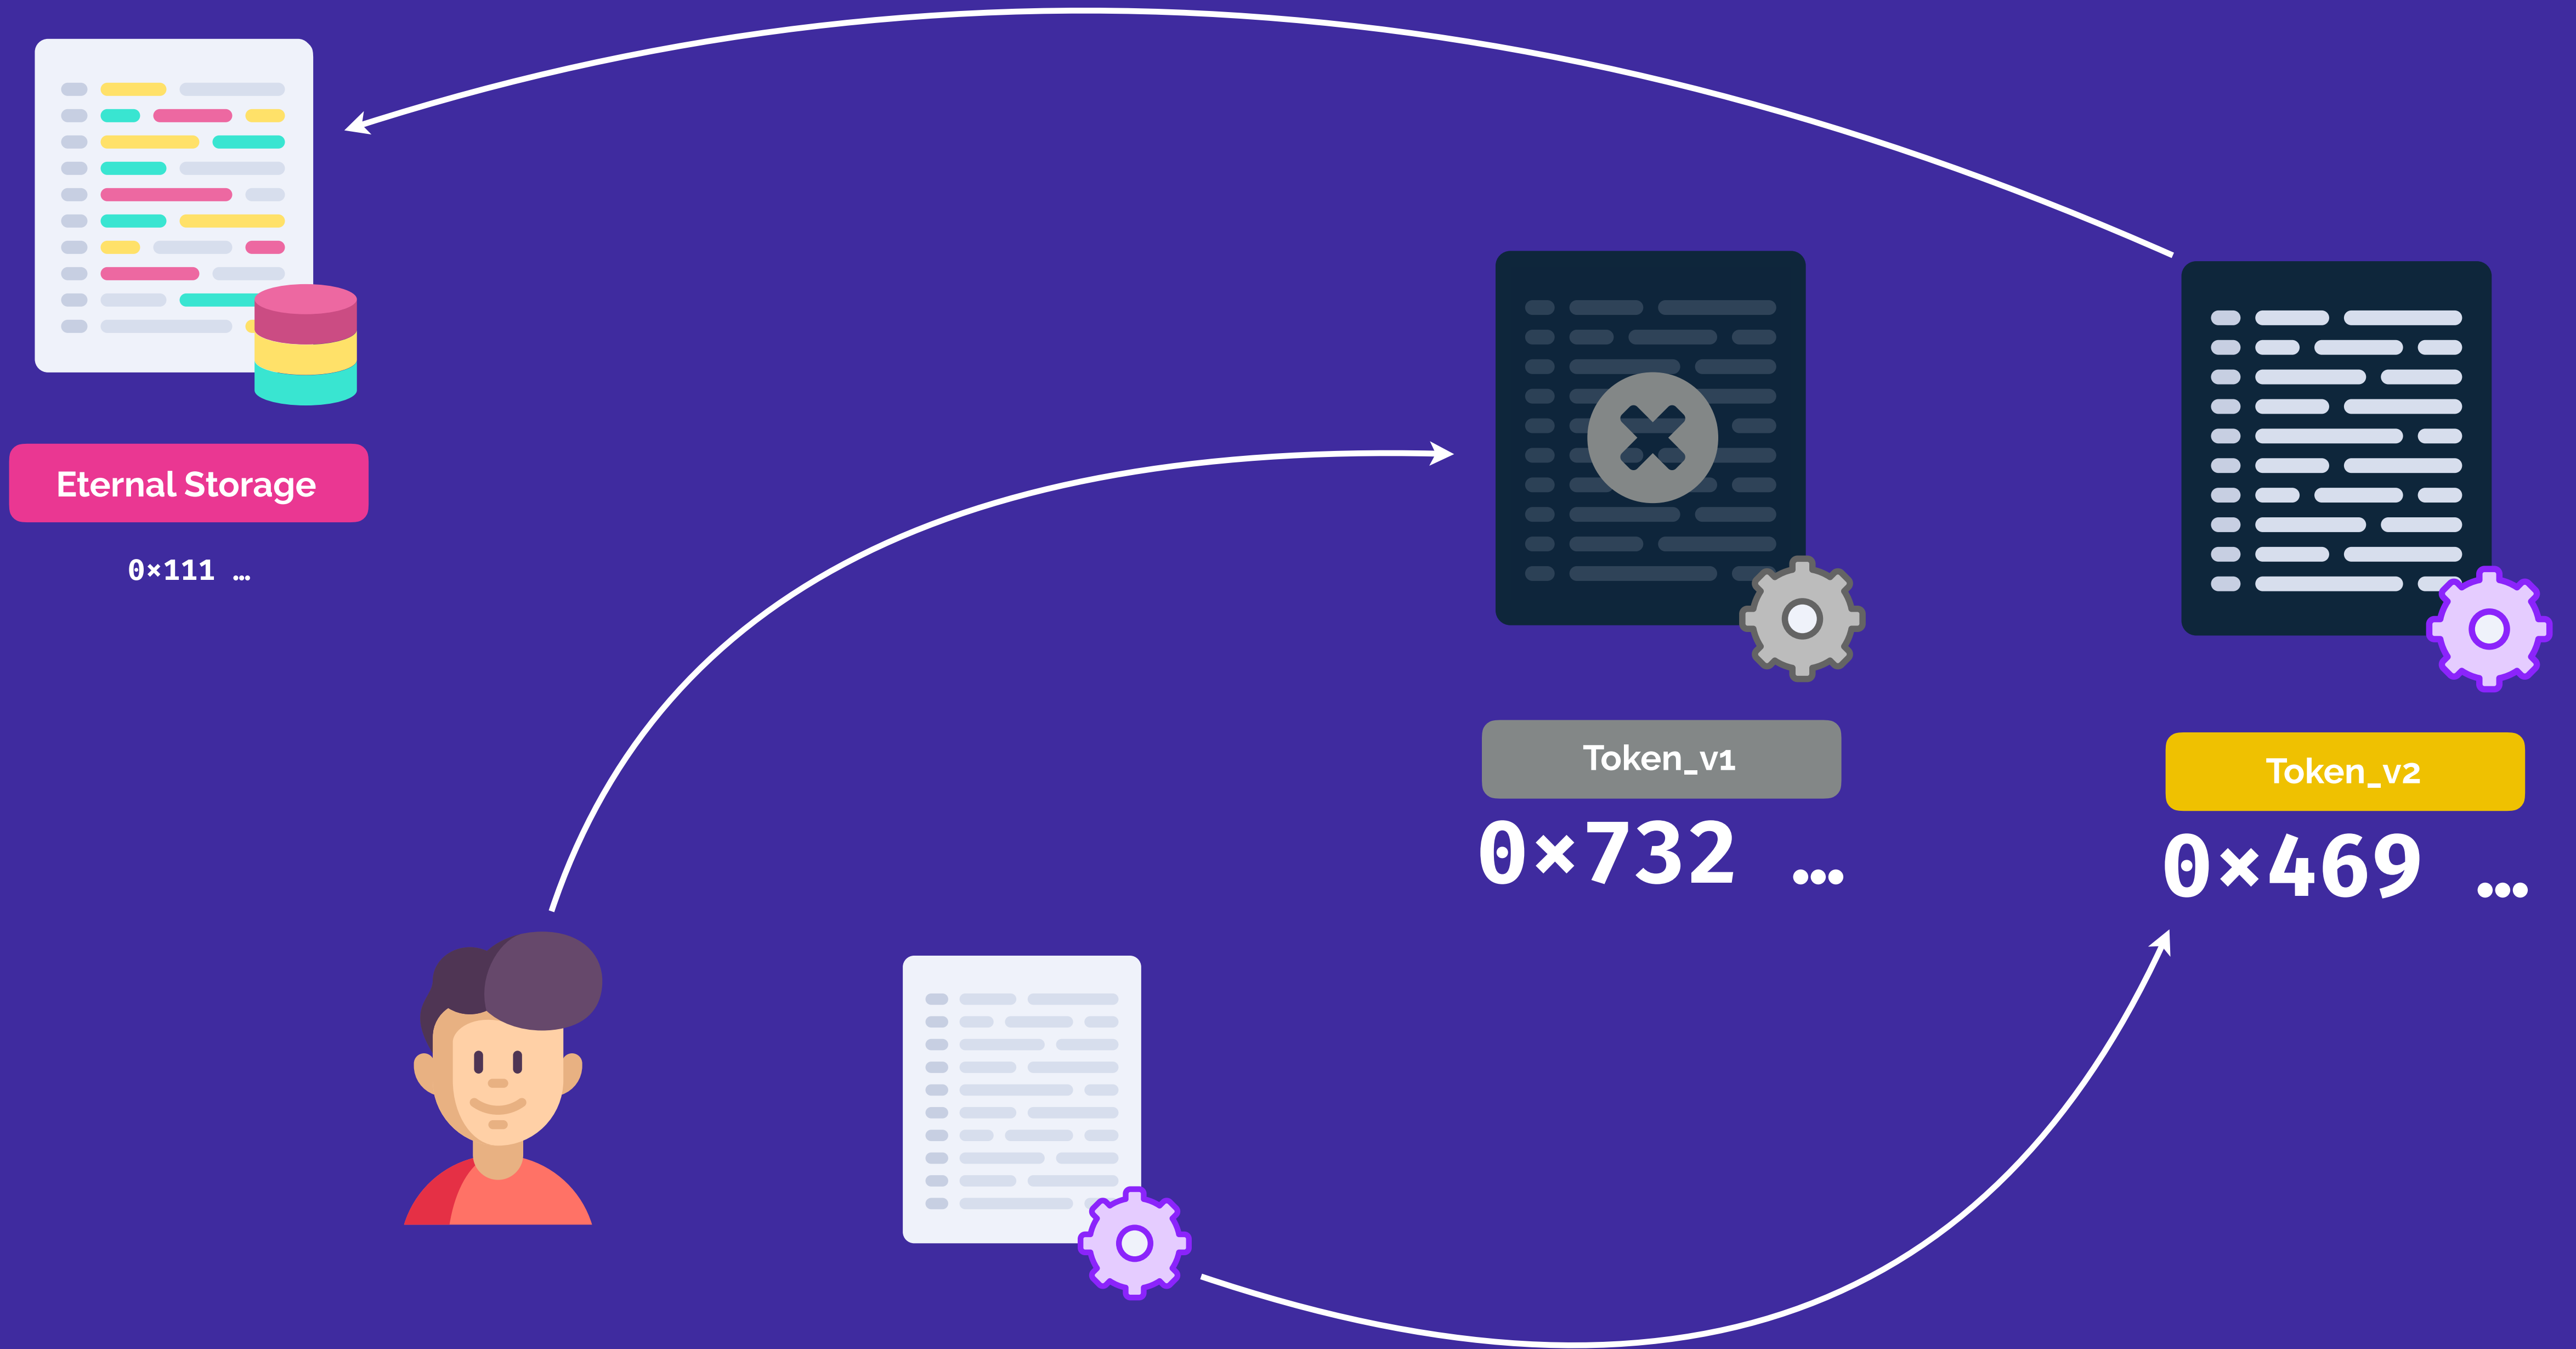 Eternal Storage
0×111 …
Token_v1
0×732 …
Token_v2
0×469 …